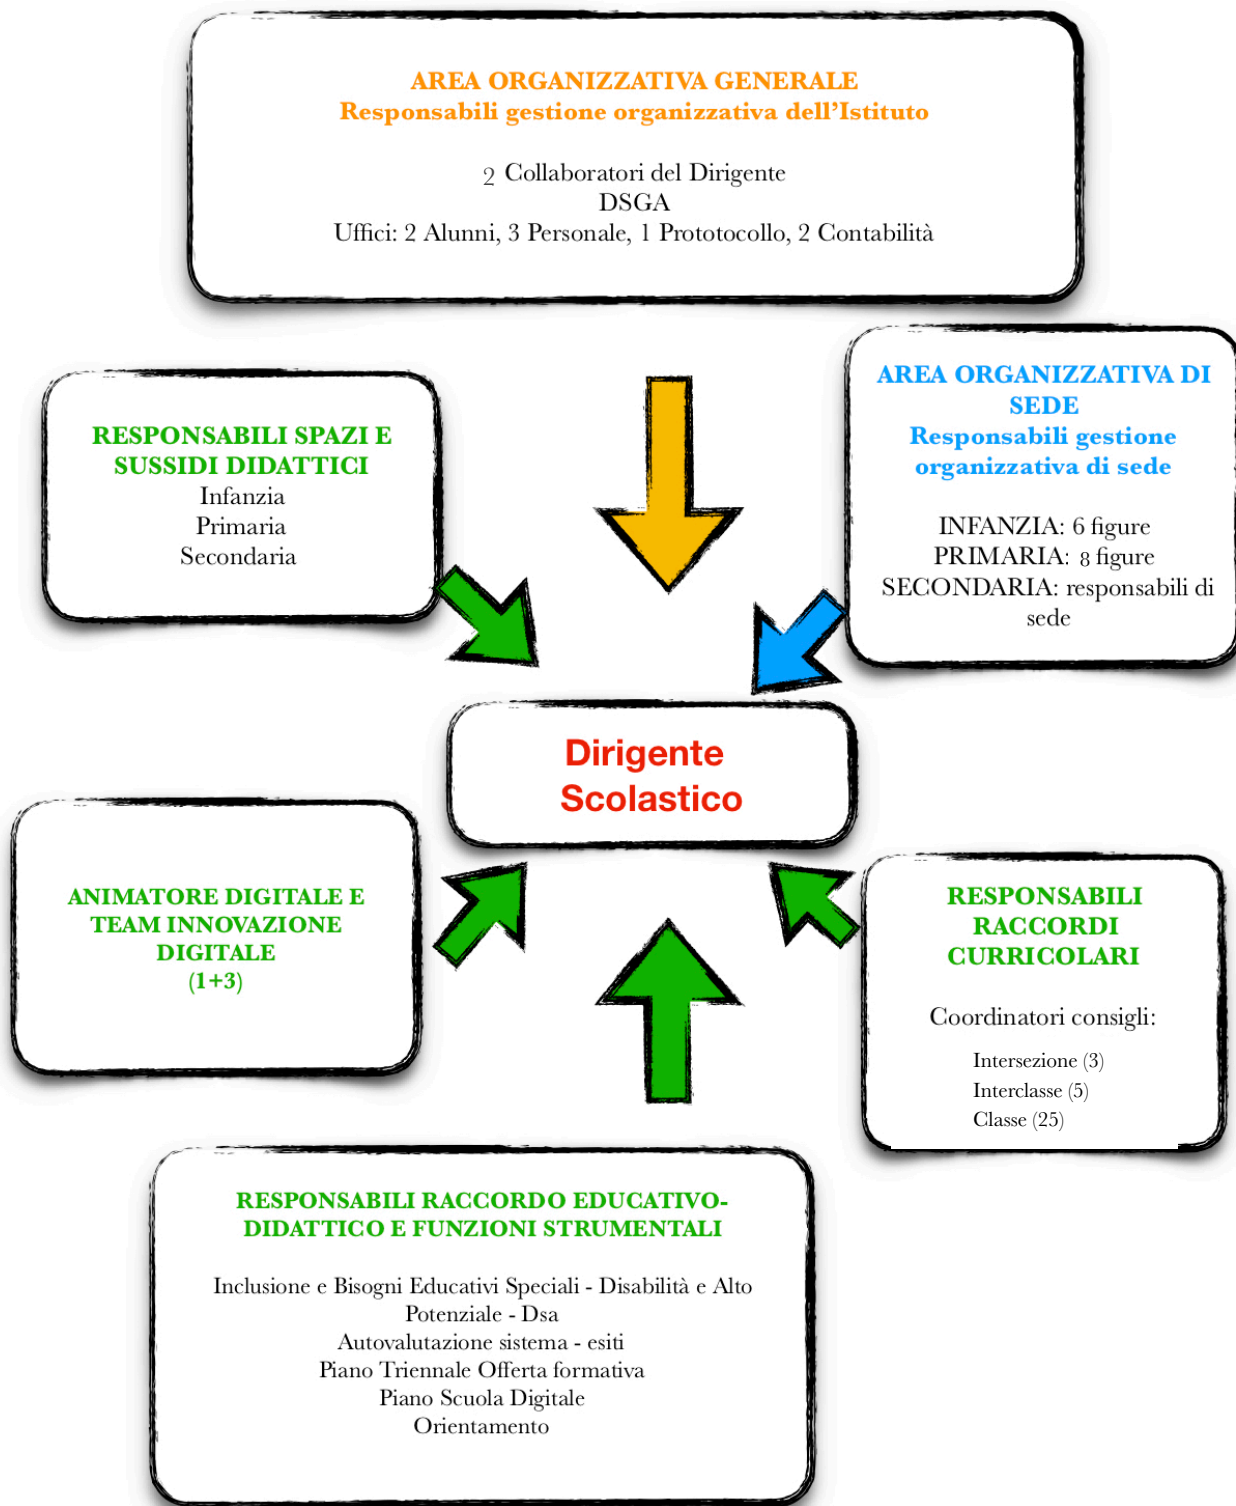 AREA ORGANIZZATIVA GENERALE
Responsabili gestione organizzativa dell’Istituto
2 Collaboratori del Dirigente
DSGA
Uffici: 2 Alunni, 3 Personale, 1 Prototocollo, 2 Contabilità
RESPONSABILI SPAZI E
SUSSIDI DIDATTICI
Infanzia
Primaria
Secondaria
AREA ORGANIZZATIVA DI
SEDE
Responsabili gestione
organizzativa di sede
INFANZIA: 6 figure
PRIMARIA: 8 figure
SECONDARIA: responsabili di
sede
Dirigente
Scolastico
ANIMATORE DIGITALE E
TEAM INNOVAZIONE
DIGITALE
(1+3)
RESPONSABILI
RACCORDI
CURRICOLARI
Coordinatori consigli:
Intersezione (3)
Interclasse (5)
Classe (25)
RESPONSABILI RACCORDO EDUCATIVO-
DIDATTICO E FUNZIONI STRUMENTALI
Inclusione e Bisogni Educativi Speciali - Disabilità e Alto
Potenziale - Dsa
Autovalutazione sistema - esiti
Piano Triennale Offerta formativa
Piano Scuola Digitale
Orientamento